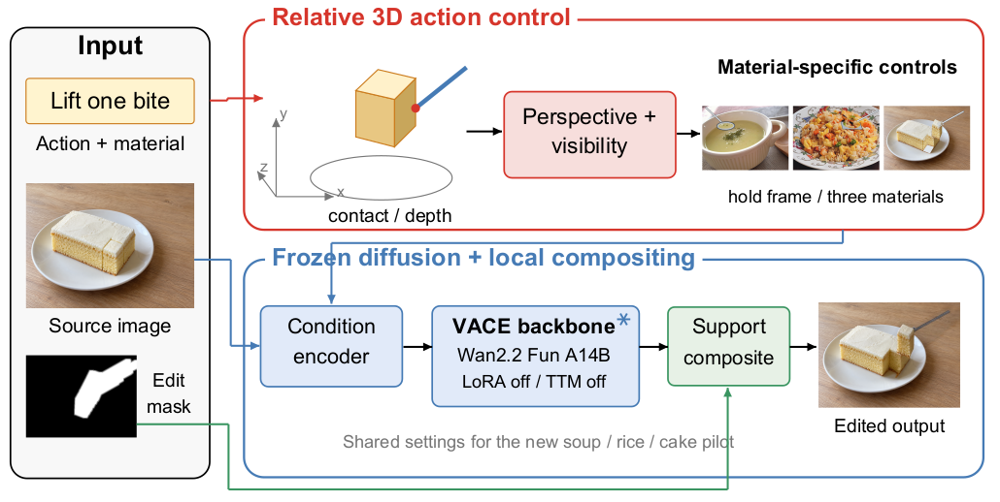 Input
Lift one bite
Action + material
Source image
Edit
mask
Relative 3D action control
y
z
x
contact / depth
Perspective +
visibility
Material-specific controls
hold frame / three materials
Frozen diffusion + local compositing
Condition
encoder
VACE backbone*
Wan2.2 Fun A14B
LoRA off / TTM off
Support
composite
Edited output
Shared settings for the new soup / rice / cake pilot